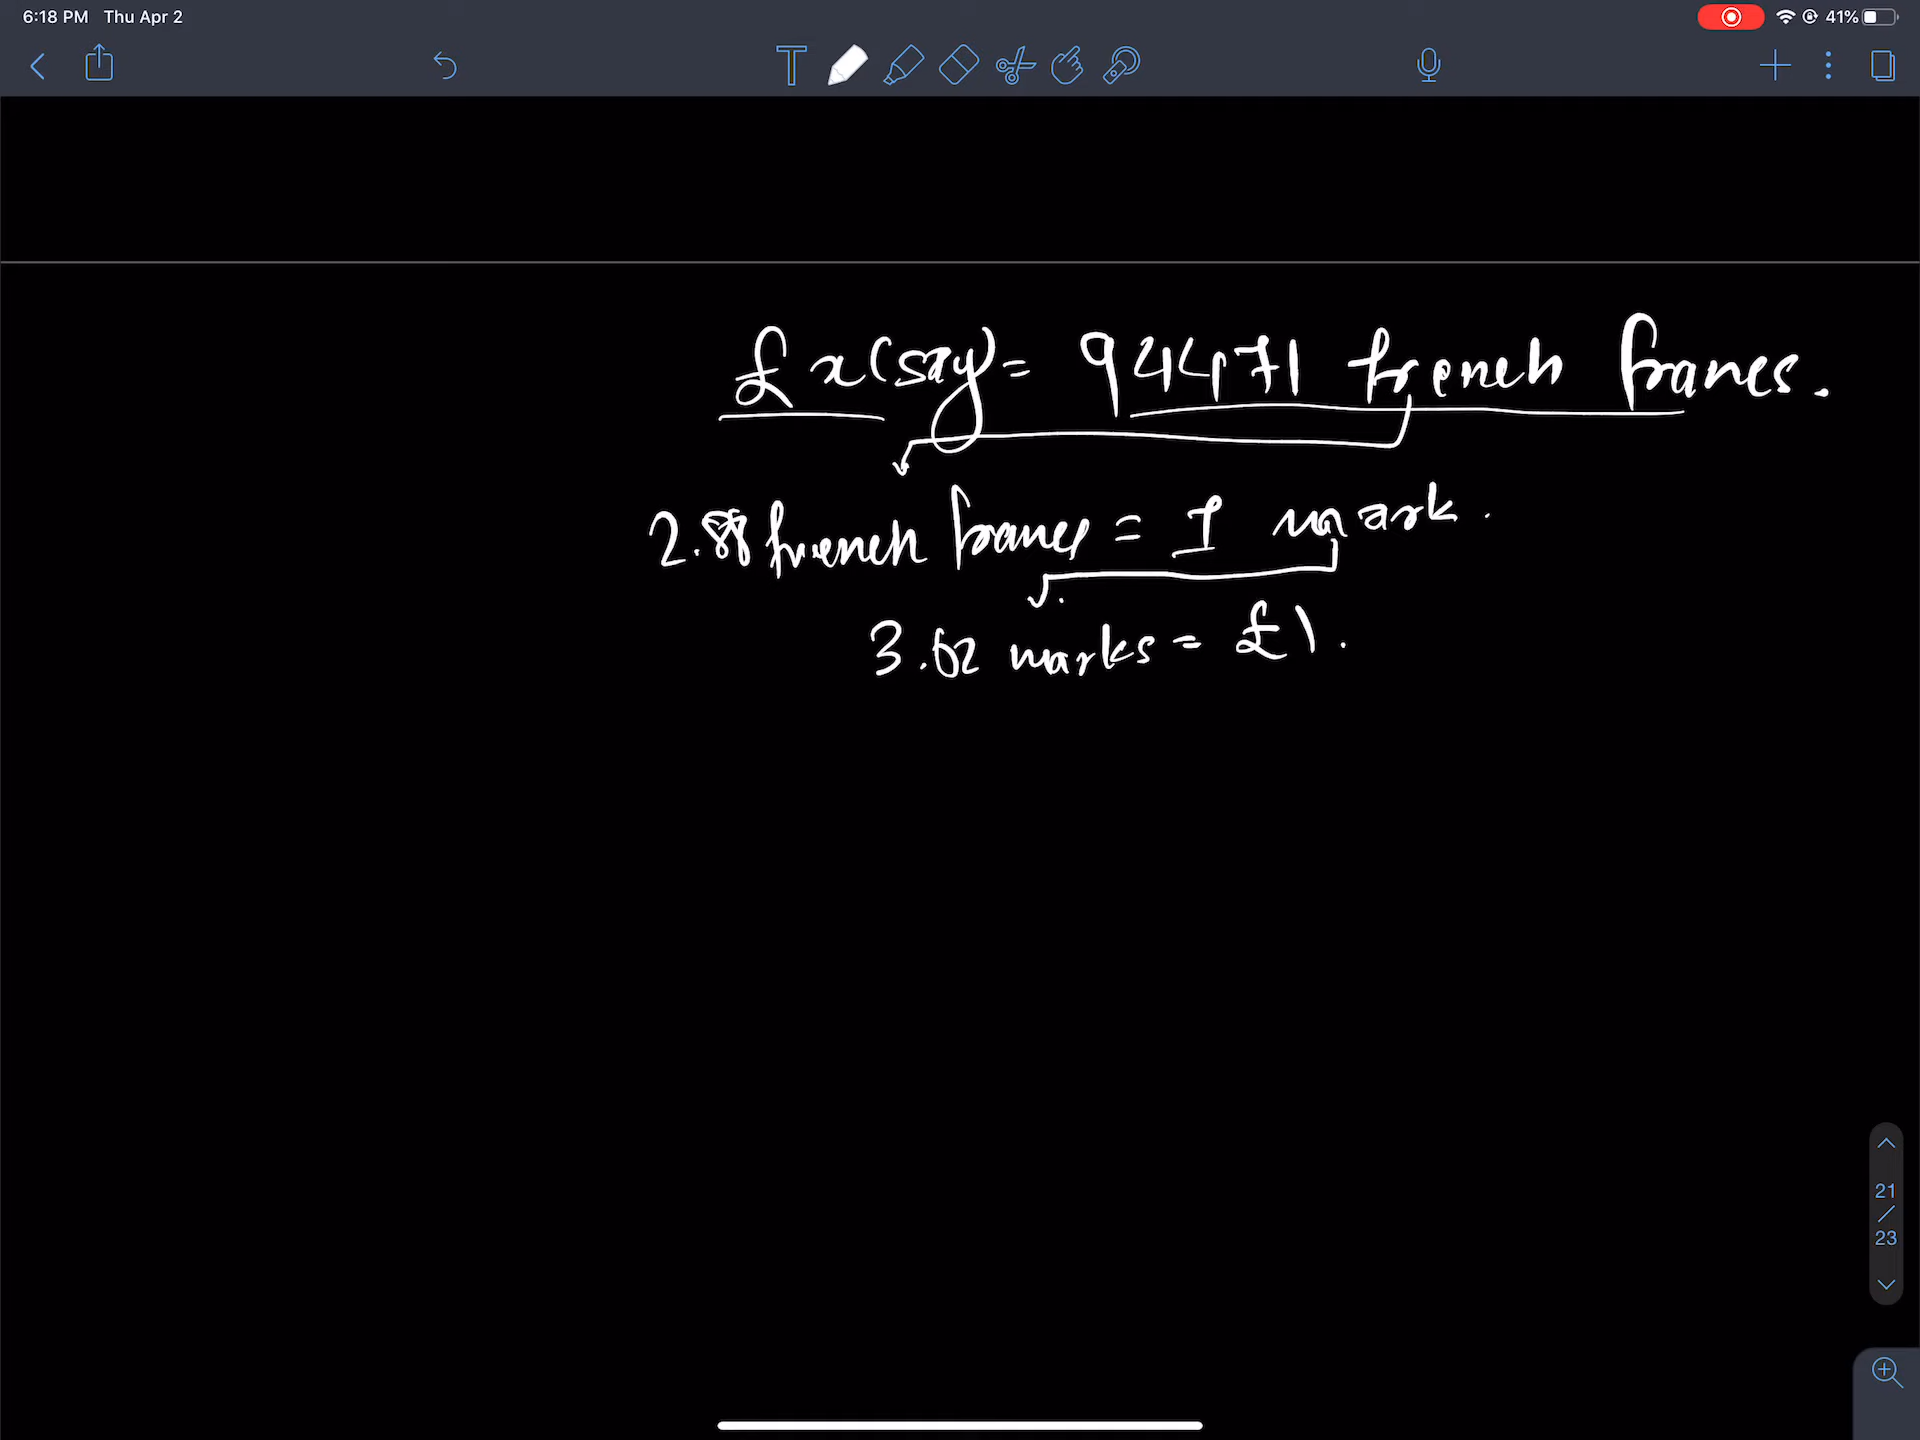 6:18 PM Thu Apr 2
41%
£ x (say) = 94471 french francs.
2.88 french francs = 1 mark.
3.62 marks = £1.
21
/
23